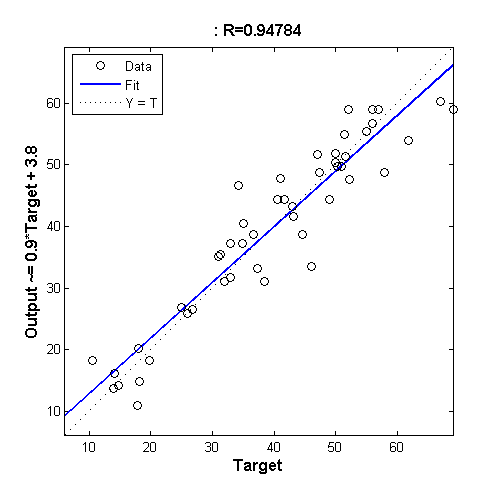 : R=0.94784
Data
Fit
Y = T
Output ~= 0.9*Target + 3.8
60
50
40
30
20
10
10 20 30 40 50 60
Target